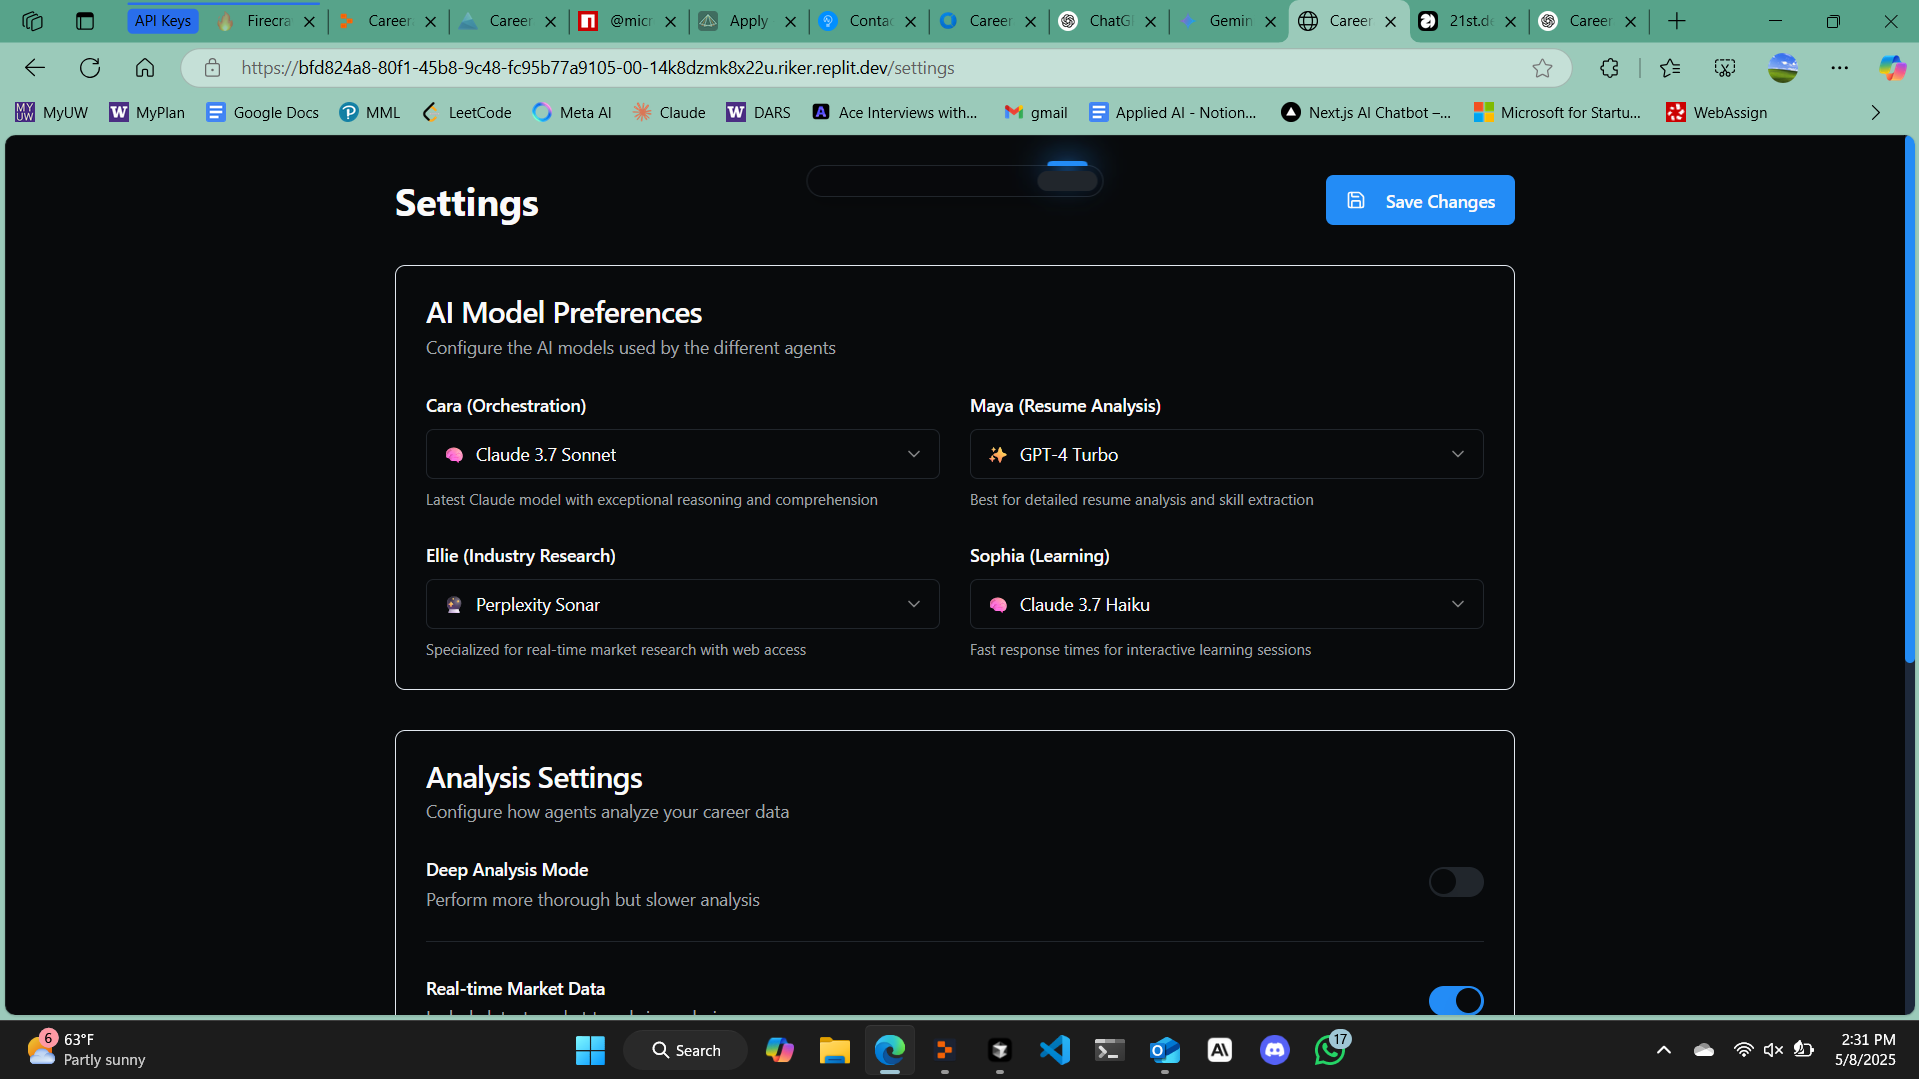 API Keys
Firecra
Career
Career
@micr
Apply
Contac
Career
ChatG
Gemin
Career
21st.de
Career
https://bfd824a8-80f1-45b8-9c48-fc95b77a9105-00-14k8dzmk8x22u.riker.replit.dev/settings
MyUW
MyPlan
Google Docs
MML
LeetCode
Meta AI
Claude
DARS
Ace Interviews with...
gmail
Applied AI - Notion...
Next.js AI Chatbot –...
Microsoft for Startu...
WebAssign
Settings
Save Changes
AI Model Preferences
Configure the AI models used by the different agents
Cara (Orchestration)
Maya (Resume Analysis)
Claude 3.7 Sonnet
GPT-4 Turbo
Latest Claude model with exceptional reasoning and comprehension
Best for detailed resume analysis and skill extraction
Ellie (Industry Research)
Sophia (Learning)
Perplexity Sonar
Claude 3.7 Haiku
Specialized for real-time market research with web access
Fast response times for interactive learning sessions
Analysis Settings
Configure how agents analyze your career data
Deep Analysis Mode
Perform more thorough but slower analysis
Real-time Market Data
6
63°F
Partly sunny
Search
17
2:31 PM
5/8/2025